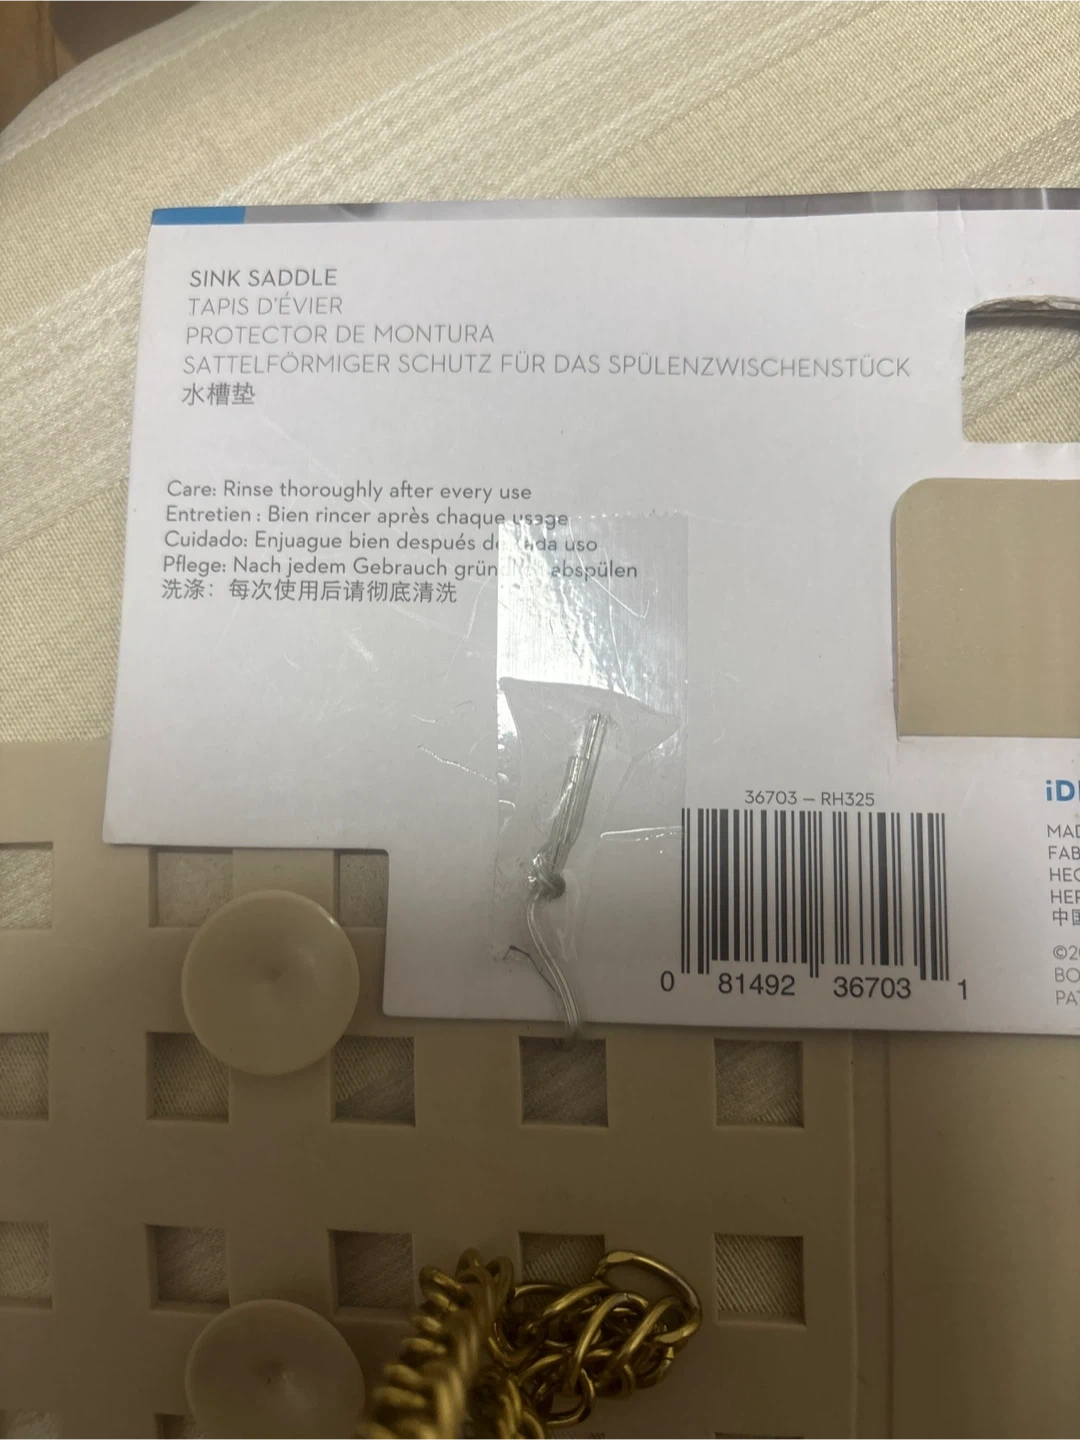 SINK SADDLE
TAPIS D'ÉVIER
PROTECTOR DE MONTURA
SATTELFÖRMIGER SCHUTZ FÜR DAS SPÜLENZWISCHENSTÜCK
水槽垫
Care: Rinse thoroughly after every use
Entretien : Bien rincer après chaque usage
Cuidado: Enjuague bien después de uso
Pflege: Nach jedem Gebrauch abspülen
洗涤：每次使用后请彻底清洗
36703 – RH325
0 81492 36703 1